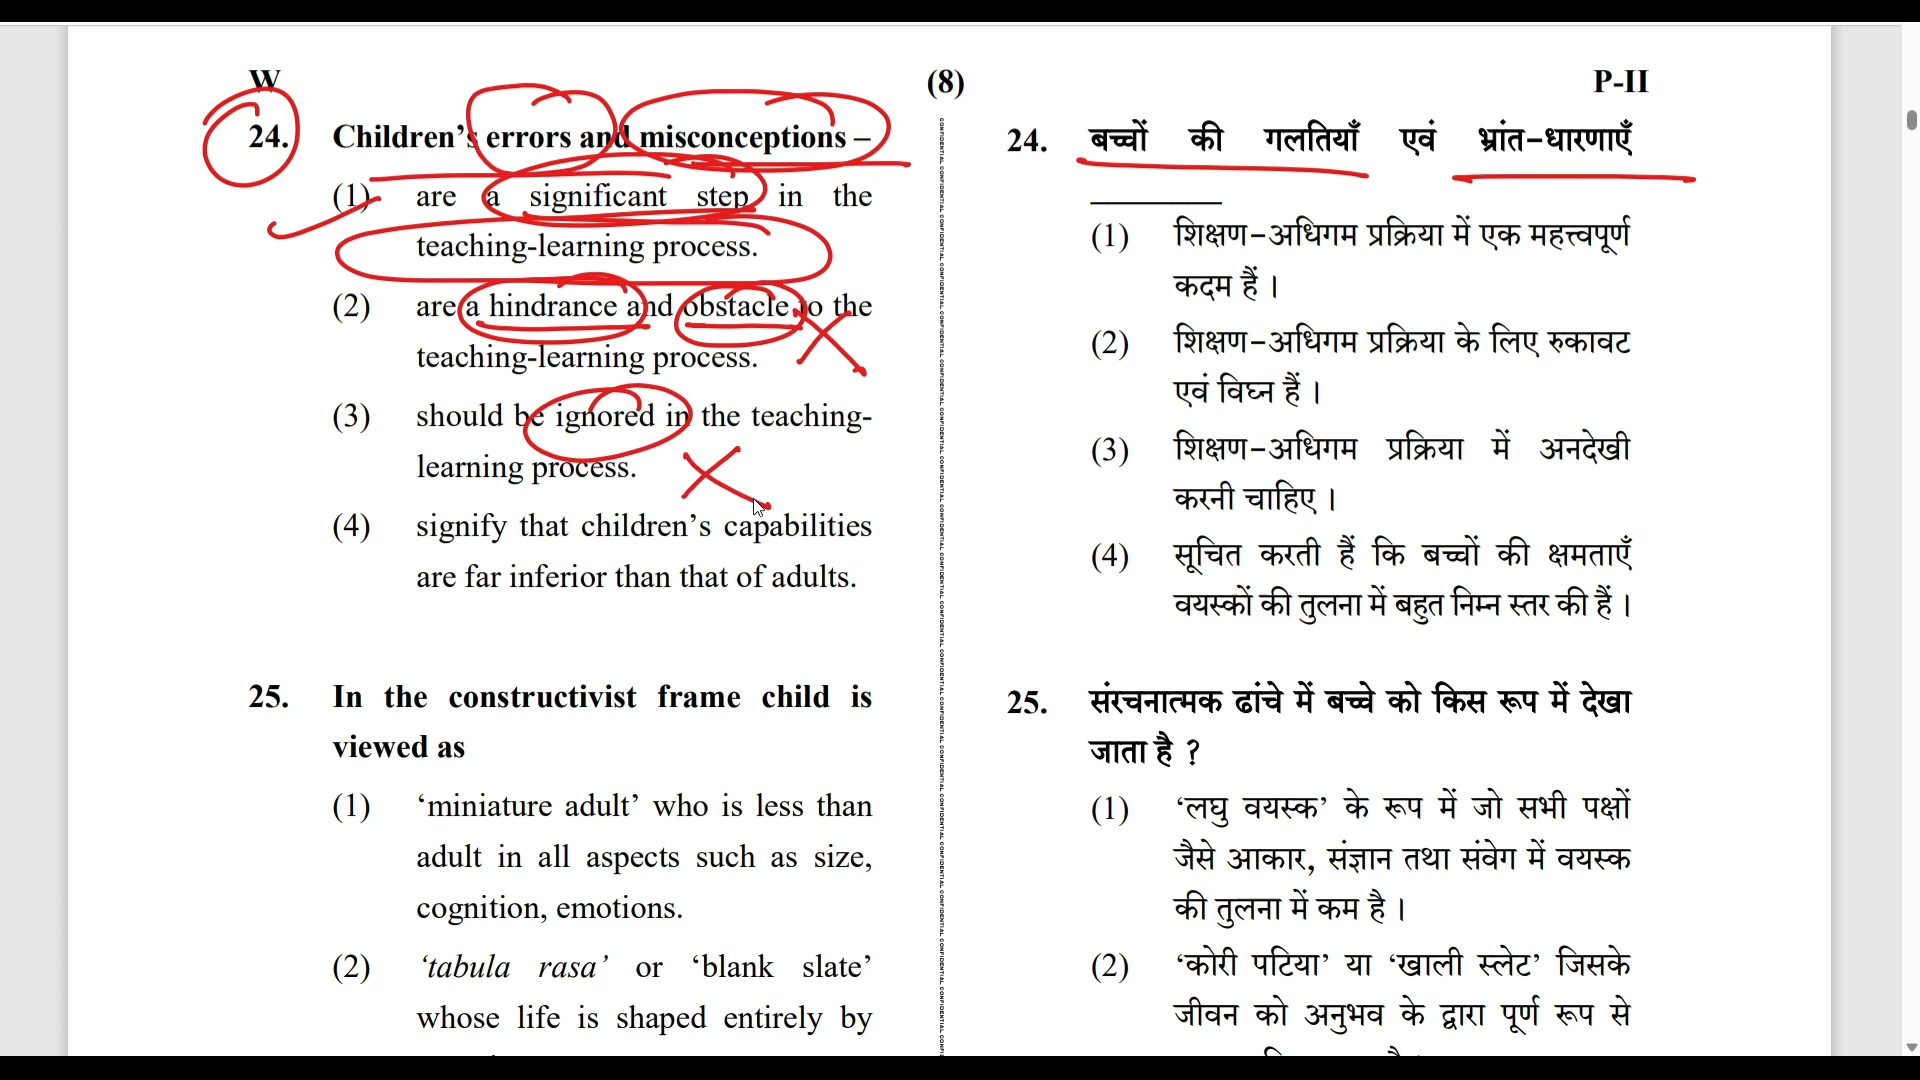 W
(8)
P-II
24. Children's errors and misconceptions –
(1) are a significant step in the
teaching-learning process.
(2) are a hindrance and obstacle to the
teaching-learning process.
(3) should be ignored in the teaching-
learning process.
(4) signify that children's capabilities
are far inferior than that of adults.
25. In the constructivist frame child is
viewed as
(1) ‘miniature adult’ who is less than
adult in all aspects such as size,
cognition, emotions.
(2) ‘tabula rasa’ or ‘blank slate’
whose life is shaped entirely by
24. बच्चों की गलतियाँ एवं भ्रांत-धारणाएँ
________
(1) शिक्षण-अधिगम प्रक्रिया में एक महत्त्वपूर्ण
कदम हैं ।
(2) शिक्षण-अधिगम प्रक्रिया के लिए रुकावट
एवं विघ्न हैं ।
(3) शिक्षण-अधिगम प्रक्रिया में अनदेखी
करनी चाहिए ।
(4) सूचित करती हैं कि बच्चों की क्षमताएँ
वयस्कों की तुलना में बहुत निम्न स्तर की हैं ।
25. संरचनात्मक ढांचे में बच्चे को किस रूप में देखा
जाता है ?
(1) ‘लघु वयस्क’ के रूप में जो सभी पक्षों
जैसे आकार, संज्ञान तथा संवेग में वयस्क
की तुलना में कम है ।
(2) ‘कोरी पटिया’ या ‘खाली स्लेट’ जिसके
जीवन को अनुभव के द्वारा पूर्ण रूप से